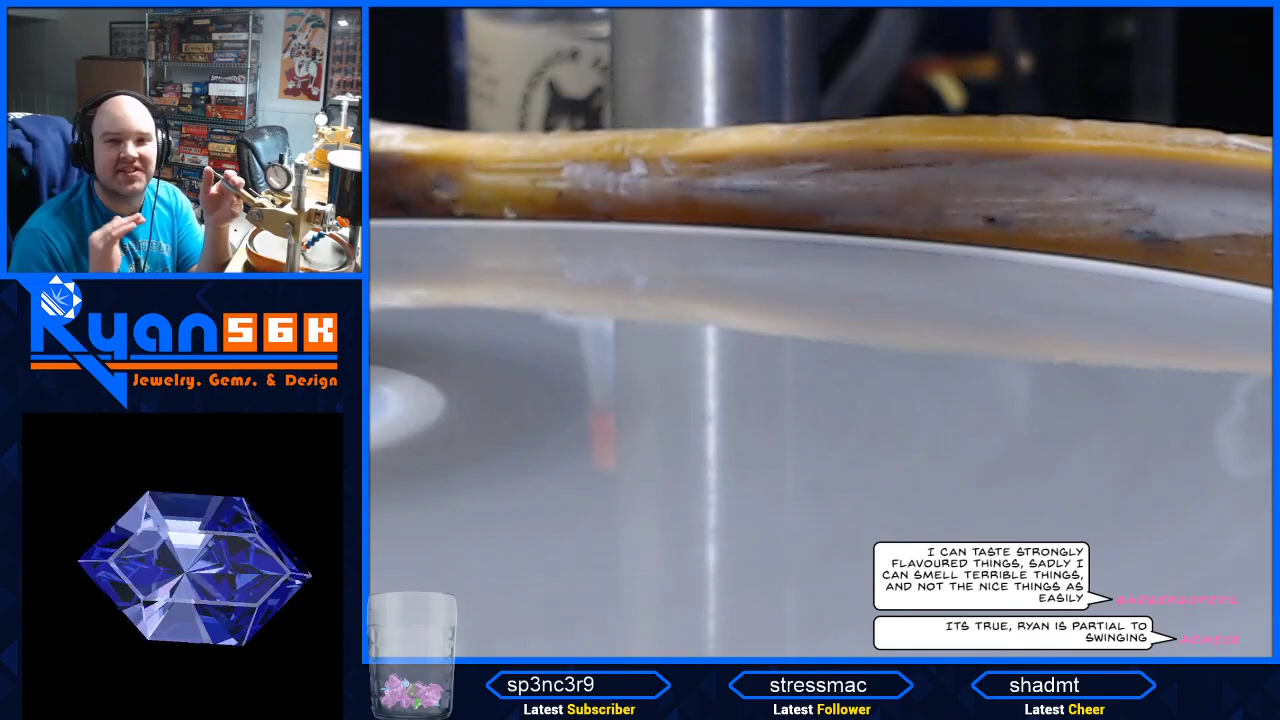 Ryan S6K
Jewelry, Gems, & Design
I CAN TASTE STRONGLY
FLAVOURED THINGS, SADLY I
CAN SMELL TERRIBLE THINGS,
AND NOT THE NICE THINGS AS
EASILY
ITS TRUE, RYAN IS PARTIAL TO
SWINGING
sp3nc3r9
Latest Subscriber
stressmac
Latest Follower
shadmt
Latest Cheer